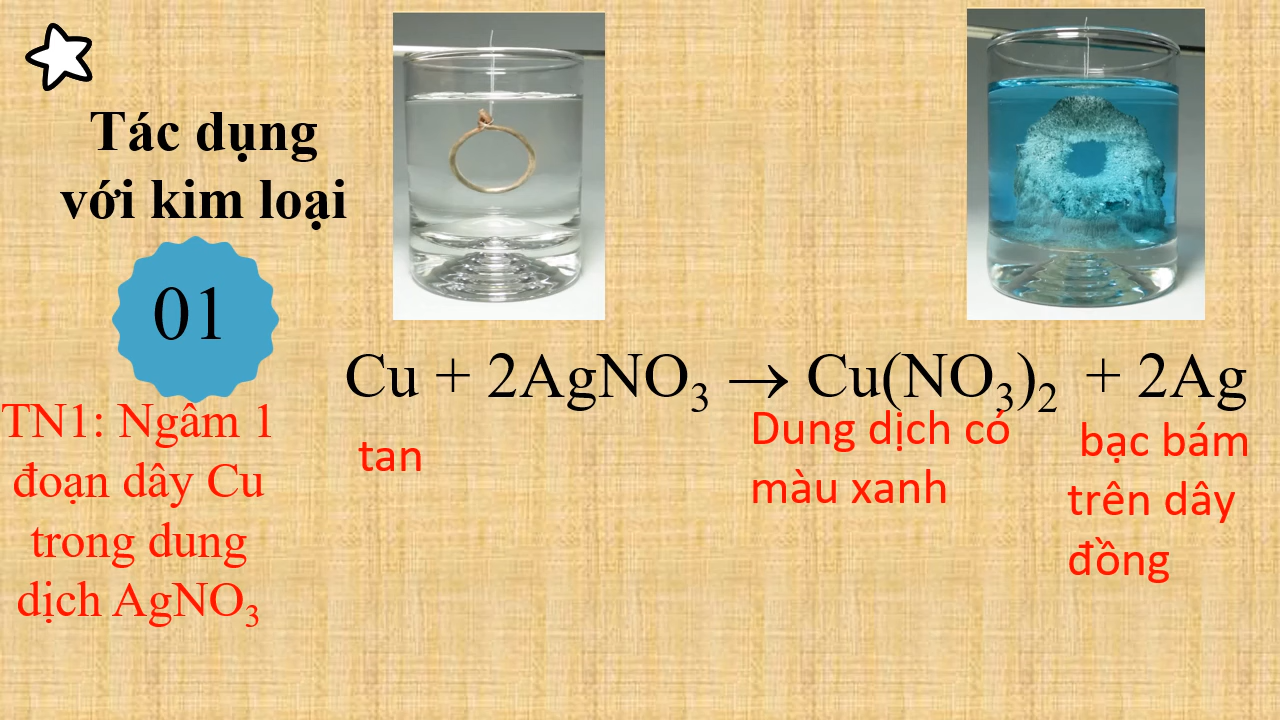 Tác dụng
với kim loại
01
TN1: Ngâm 1
đoạn dây Cu
trong dung
dịch AgNO₃
Cu + 2AgNO₃ → Cu(NO₃)₂ + 2Ag
tan
Dung dịch có
màu xanh
bạc bám
trên dây
đồng